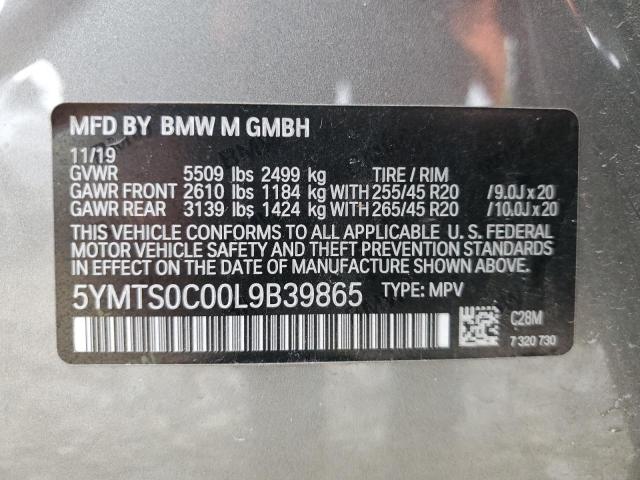 MFD BY BMW M GMBH
11/19
GVWR 5509 lbs 2499 kg TIRE / RIM
GAWR FRONT 2610 lbs 1184 kg WITH 255/45 R20 /9.0J x 20
GAWR REAR 3139 lbs 1424 kg WITH 265/45 R20 /10.0J x 20
THIS VEHICLE CONFORMS TO ALL APPLICABLE U. S. FEDERAL
MOTOR VEHICLE SAFETY AND THEFT PREVENTION STANDARDS
IN EFFECT ON THE DATE OF MANUFACTURE SHOWN ABOVE:
5YMTS0C00L9B39865 TYPE: MPV
C28M
7 320 730